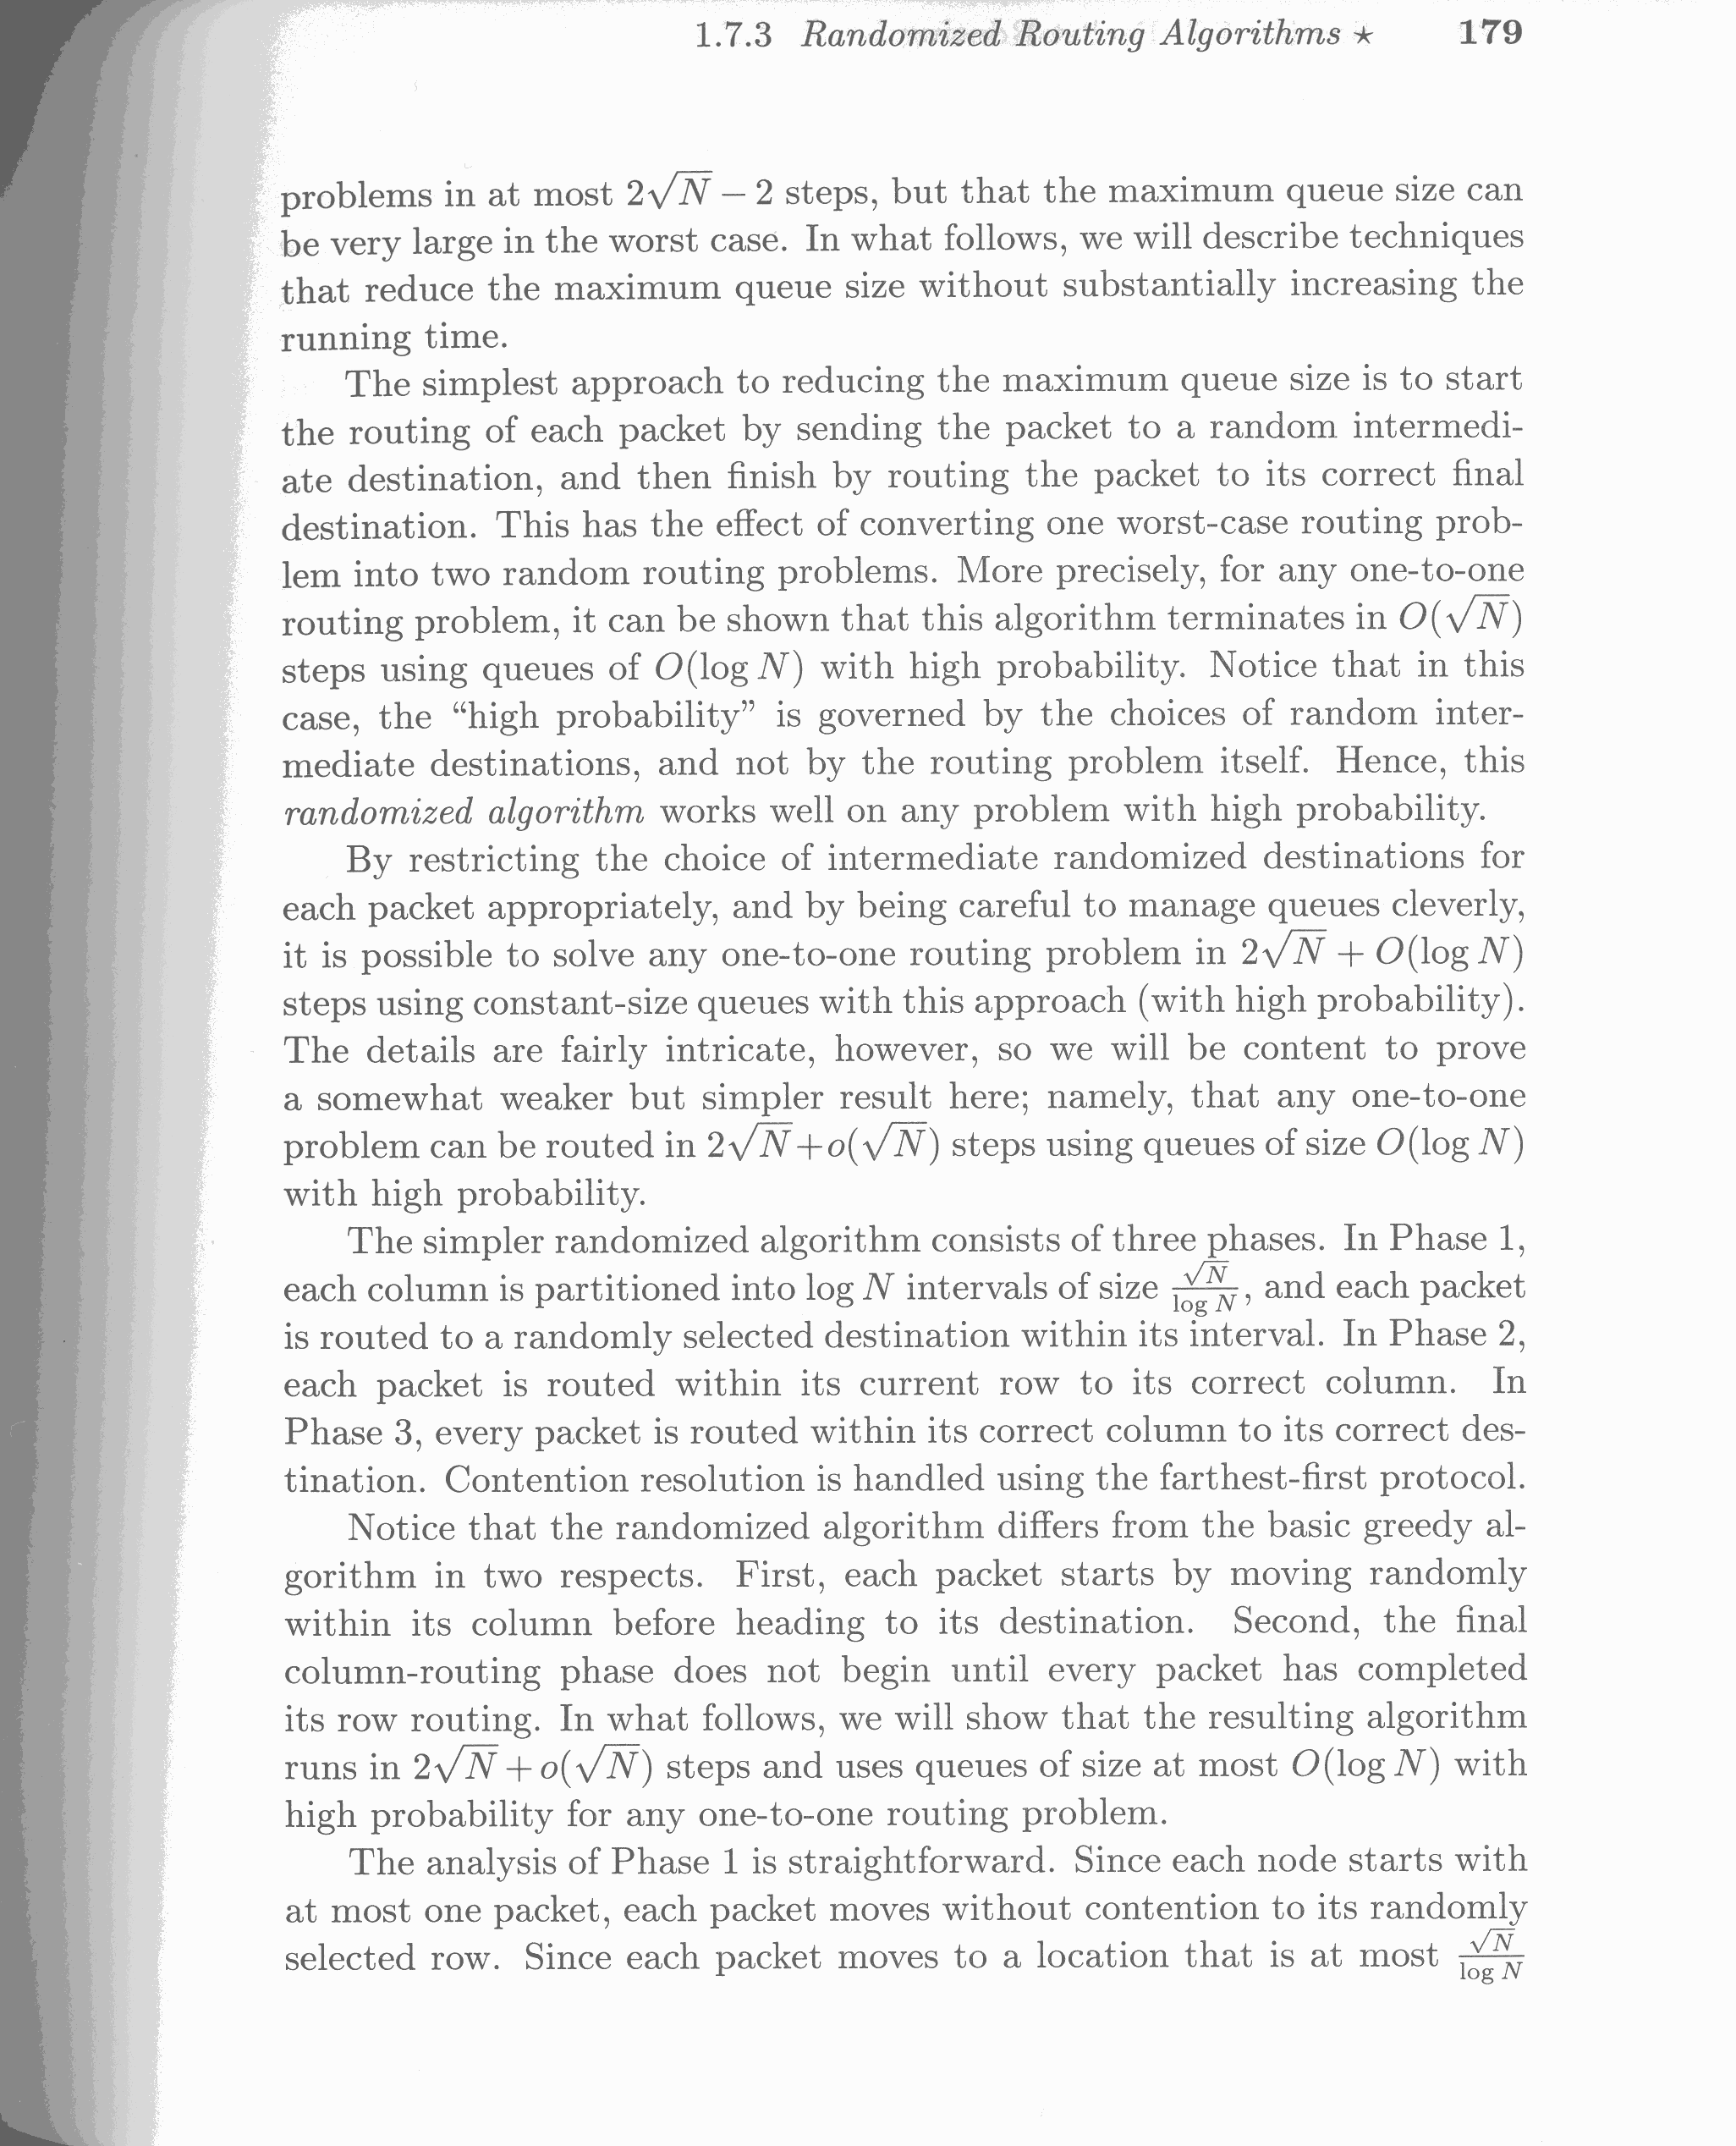 1.7.3 Randomized Routing Algorithms ⋆ 179
problems in at most 2√N − 2 steps, but that the maximum queue size can
be very large in the worst case. In what follows, we will describe techniques
that reduce the maximum queue size without substantially increasing the
running time.
The simplest approach to reducing the maximum queue size is to start
the routing of each packet by sending the packet to a random intermedi-
ate destination, and then finish by routing the packet to its correct final
destination. This has the effect of converting one worst-case routing prob-
lem into two random routing problems. More precisely, for any one-to-one
routing problem, it can be shown that this algorithm terminates in O(√N)
steps using queues of O(log N) with high probability. Notice that in this
case, the “high probability” is governed by the choices of random inter-
mediate destinations, and not by the routing problem itself. Hence, this
randomized algorithm works well on any problem with high probability.
By restricting the choice of intermediate randomized destinations for
each packet appropriately, and by being careful to manage queues cleverly,
it is possible to solve any one-to-one routing problem in 2√N + O(log N)
steps using constant-size queues with this approach (with high probability).
The details are fairly intricate, however, so we will be content to prove
a somewhat weaker but simpler result here; namely, that any one-to-one
problem can be routed in 2√N+o(√N) steps using queues of size O(log N)
with high probability.
The simpler randomized algorithm consists of three phases. In Phase 1,
each column is partitioned into log N intervals of size √N/log N, and each packet
is routed to a randomly selected destination within its interval. In Phase 2,
each packet is routed within its current row to its correct column. In
Phase 3, every packet is routed within its correct column to its correct des-
tination. Contention resolution is handled using the farthest-first protocol.
Notice that the randomized algorithm differs from the basic greedy al-
gorithm in two respects. First, each packet starts by moving randomly
within its column before heading to its destination. Second, the final
column-routing phase does not begin until every packet has completed
its row routing. In what follows, we will show that the resulting algorithm
runs in 2√N + o(√N) steps and uses queues of size at most O(log N) with
high probability for any one-to-one routing problem.
The analysis of Phase 1 is straightforward. Since each node starts with
at most one packet, each packet moves without contention to its randomly
selected row. Since each packet moves to a location that is at most √N/log N